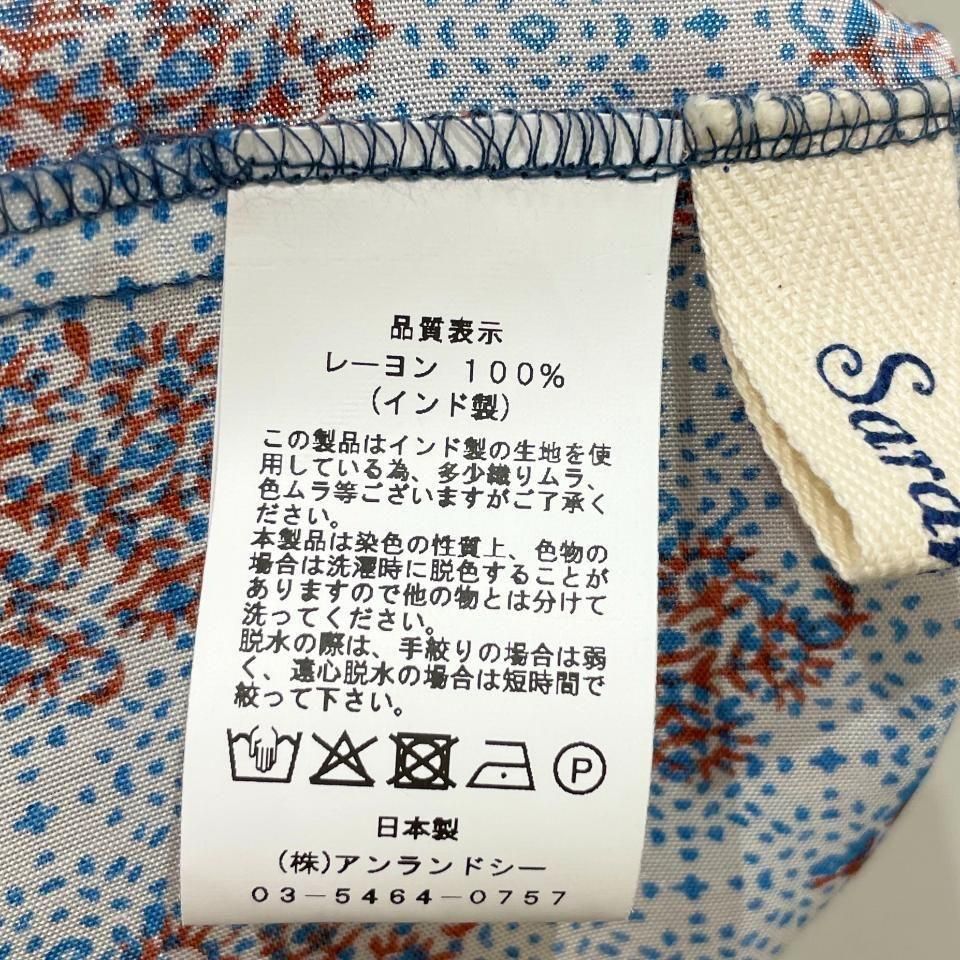 品質表示
レーヨン 100%
(インド製)
この製品はインド製の生地を使
用している為、多少織りムラ、
色ムラ等ございますがご了承く
ださい。
本製品は染色の性質上、色物の
場合は洗濯時に脱色することが
ありますので他の物とは分けて
洗ってください。
脱水の際は、手絞りの場合は弱
く、遠心脱水の場合は短時間で
絞って下さい。
P
日本製
(株)アンランドシー
03-5464-0757